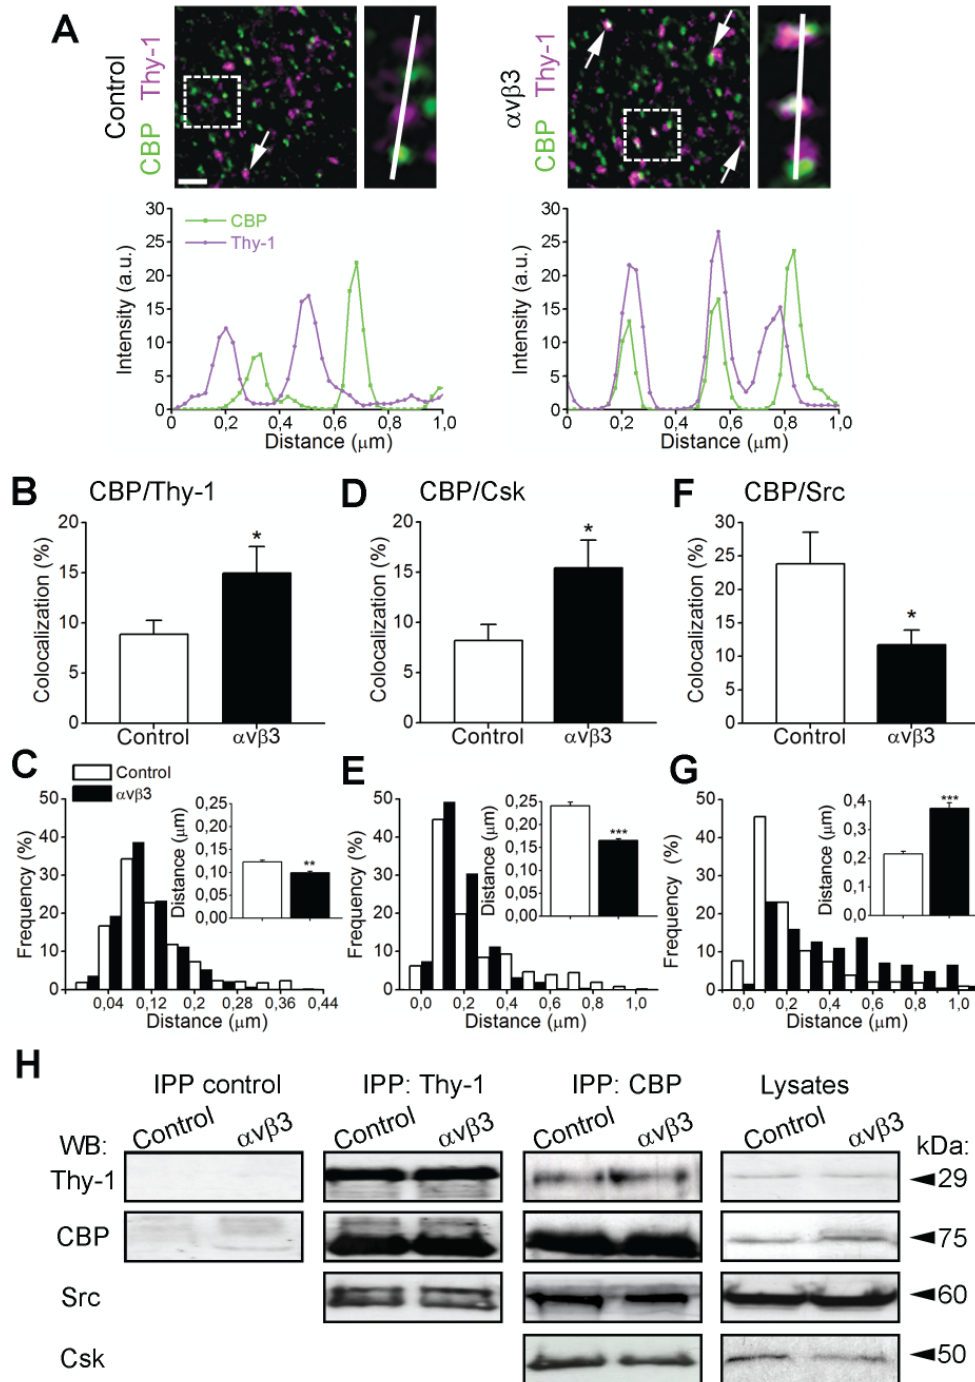 A
Control
CBP Thy-1
αvβ3
CBP Thy-1
Intensity (a.u.)
30
25
20
15
10
5
0
CBP
Thy-1
0 0,2 0,4 0,6 0,8 1,0
Distance (μm)
Intensity (a.u.)
30
25
20
15
10
5
0
0 0,2 0,4 0,6 0,8 1,0
Distance (μm)
B CBP/Thy-1
Colocalization (%)
20
15
10
5
0
*
Control αvβ3
D CBP/Csk
Colocalization (%)
20
15
10
5
0
*
Control αvβ3
F CBP/Src
Colocalization (%)
30
25
20
15
10
5
0
*
Control αvβ3
C
Control
αvβ3
Frequency (%)
50
40
30
20
10
0
0,04 0,12 0,2 0,28 0,36 0,44
Distance (μm)
Distance (μm)
0,20
0,15
0,10
0,05
0,00
**
E
Frequency (%)
50
40
30
20
10
0
0,0 0,2 0,4 0,6 0,8 1,0
Distance (μm)
Distance (μm)
0,25
0,20
0,15
0,10
0,05
0,00
***
G
Frequency (%)
50
40
30
20
10
0
0,0 0,2 0,4 0,6 0,8 1,0
Distance (μm)
Distance (μm)
0,4
0,3
0,2
0,1
0,0
***
H
IPP control IPP: Thy-1 IPP: CBP Lysates
WB: Control αvβ3 Control αvβ3 Control αvβ3 Control αvβ3 kDa:
Thy-1 29
CBP 75
Src 60
Csk 50